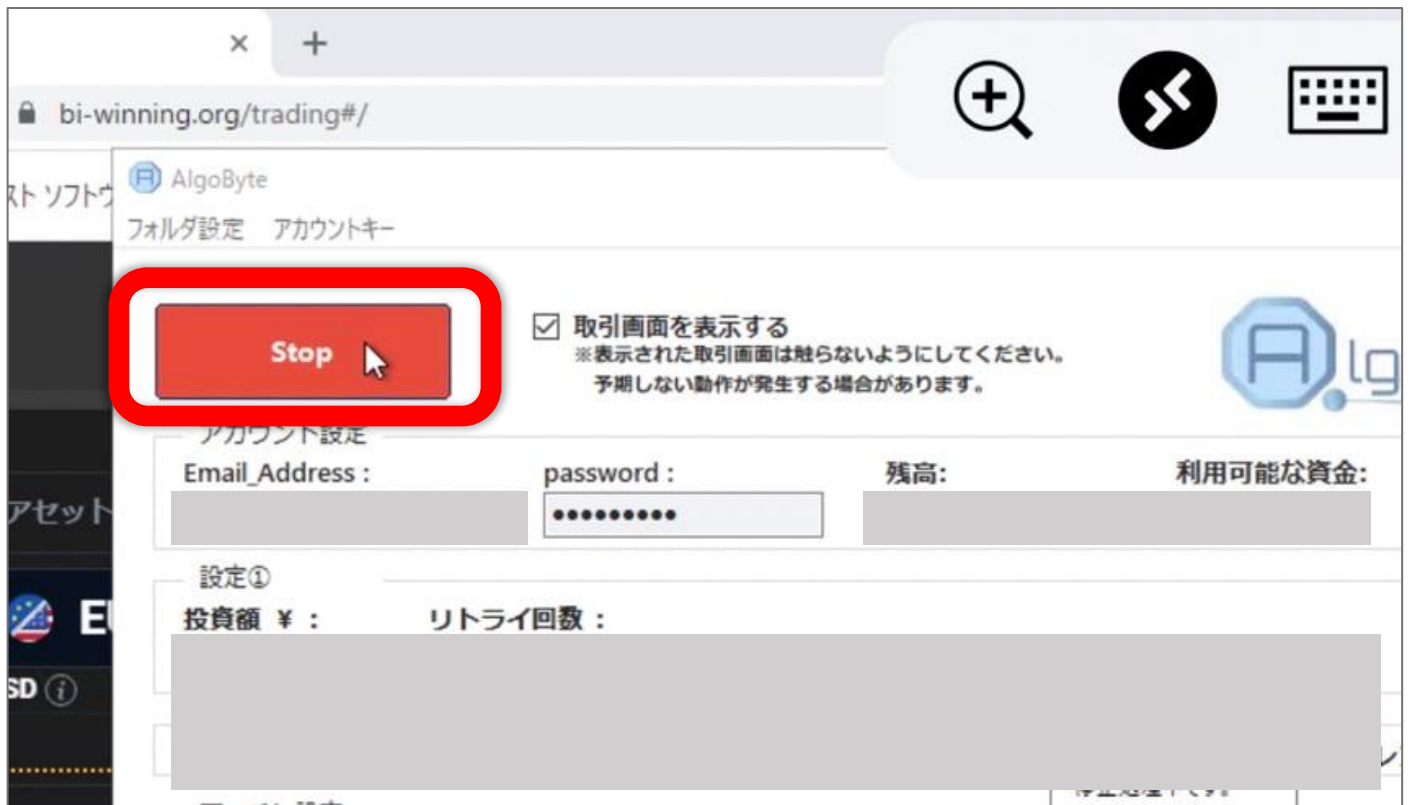 × +
bi-winning.org/trading#/
スト ソフトウ
AlgoByte
フォルダ設定 アカウントキー
Stop
取引画面を表示する
※表示された取引画面は触らないようにしてください。
予期しない動作が発生する場合があります。
Alg
アカウント設定
Email_Address :
password :
残高:
利用可能な資金:
アセット
•••••••••
設定①
E
投資額 ¥ :
リトライ回数 :
SD